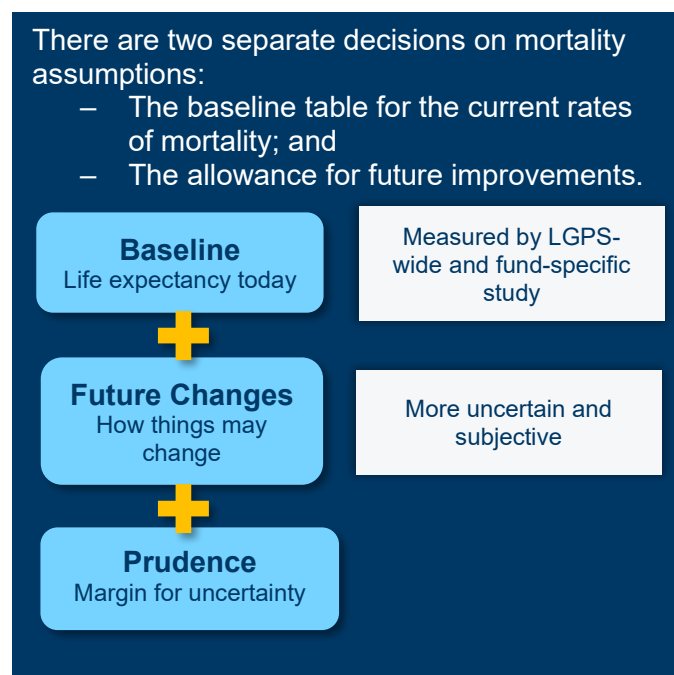 There are two separate decisions on mortality
assumptions:
– The baseline table for the current rates
of mortality; and
– The allowance for future improvements.
Baseline
Life expectancy today
Measured by LGPS-
wide and fund-specific
study
Future Changes
How things may
change
More uncertain and
subjective
Prudence
Margin for uncertainty